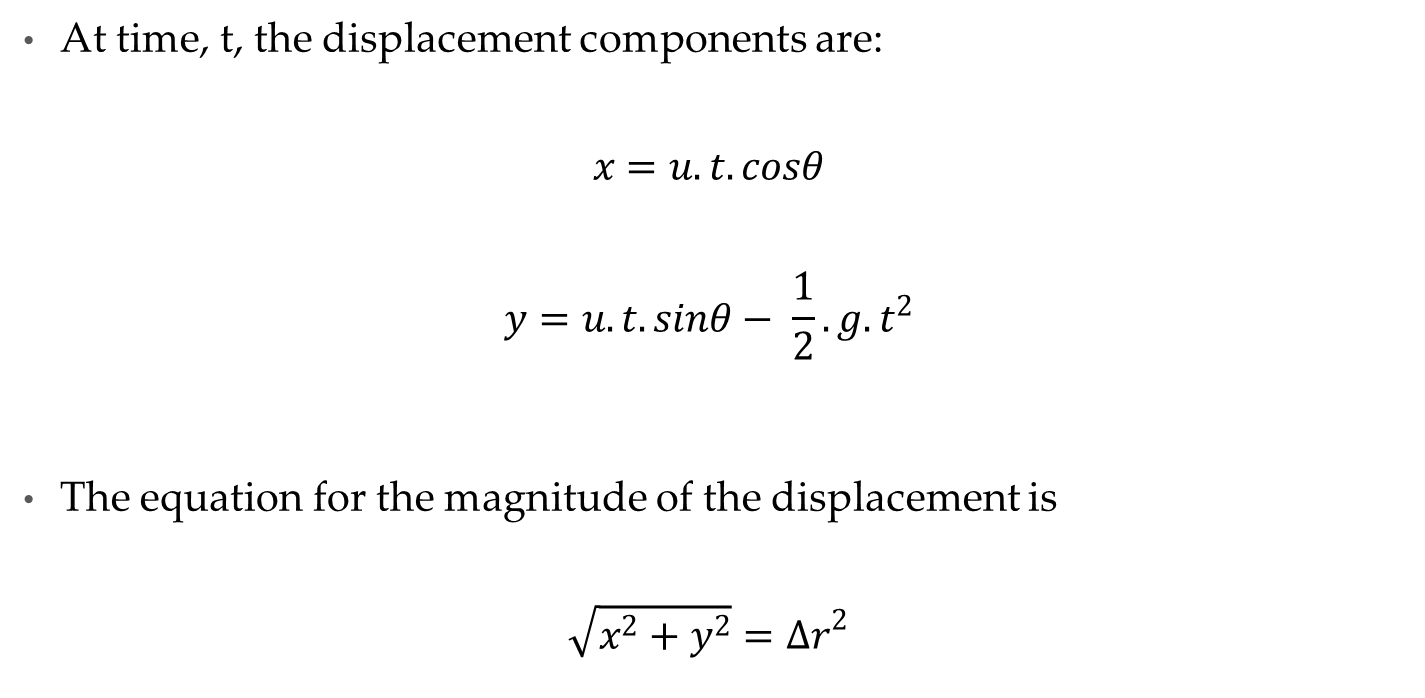 • At time, t, the displacement components are:
x = u. t. cosθ
y = u. t. sinθ − 1/2 . g. t²
• The equation for the magnitude of the displacement is
√(x² + y²) = Δr²